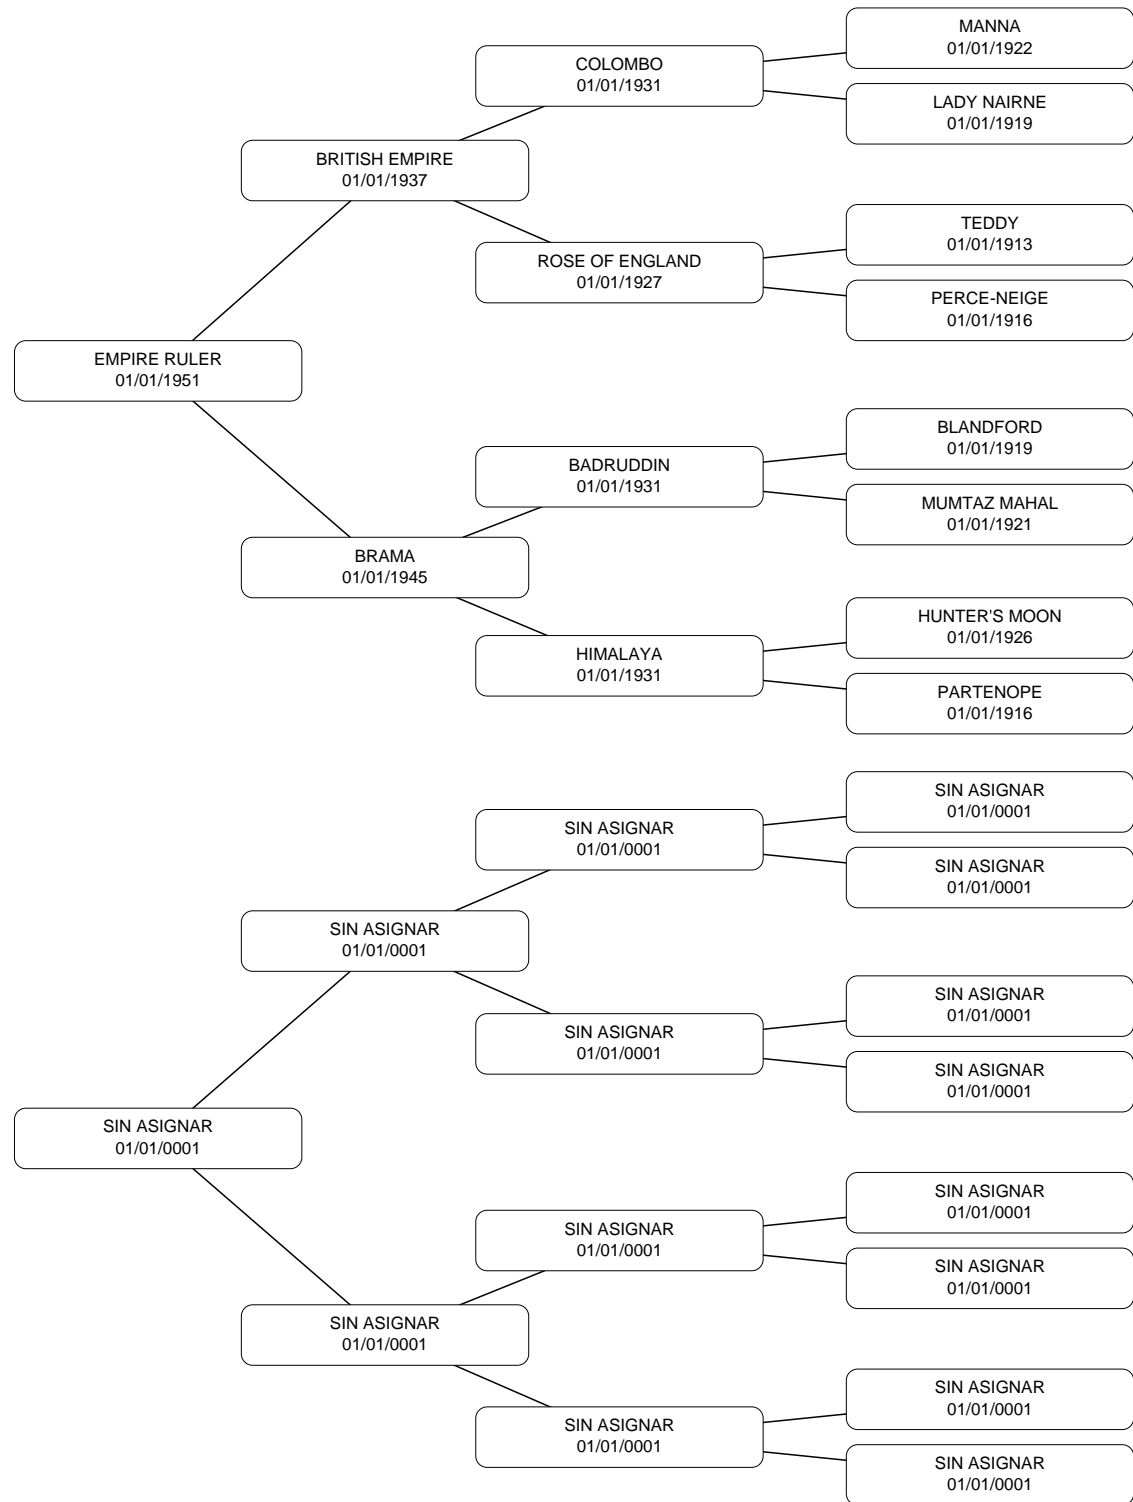 MANNA
01/01/1922
COLOMBO
01/01/1931
LADY NAIRNE
01/01/1919
BRITISH EMPIRE
01/01/1937
TEDDY
01/01/1913
ROSE OF ENGLAND
01/01/1927
PERCE-NEIGE
01/01/1916
EMPIRE RULER
01/01/1951
BLANDFORD
01/01/1919
BADRUDDIN
01/01/1931
MUMTAZ MAHAL
01/01/1921
BRAMA
01/01/1945
HUNTER'S MOON
01/01/1926
HIMALAYA
01/01/1931
PARTENOPE
01/01/1916
SIN ASIGNAR
01/01/0001
SIN ASIGNAR
01/01/0001
SIN ASIGNAR
01/01/0001
SIN ASIGNAR
01/01/0001
SIN ASIGNAR
01/01/0001
SIN ASIGNAR
01/01/0001
SIN ASIGNAR
01/01/0001
SIN ASIGNAR
01/01/0001
SIN ASIGNAR
01/01/0001
SIN ASIGNAR
01/01/0001
SIN ASIGNAR
01/01/0001
SIN ASIGNAR
01/01/0001
SIN ASIGNAR
01/01/0001
SIN ASIGNAR
01/01/0001
SIN ASIGNAR
01/01/0001